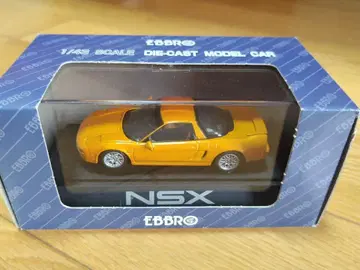 EBBRO
1/43 SCALE DIE-CAST MODEL CAR
NSX
EBBRO